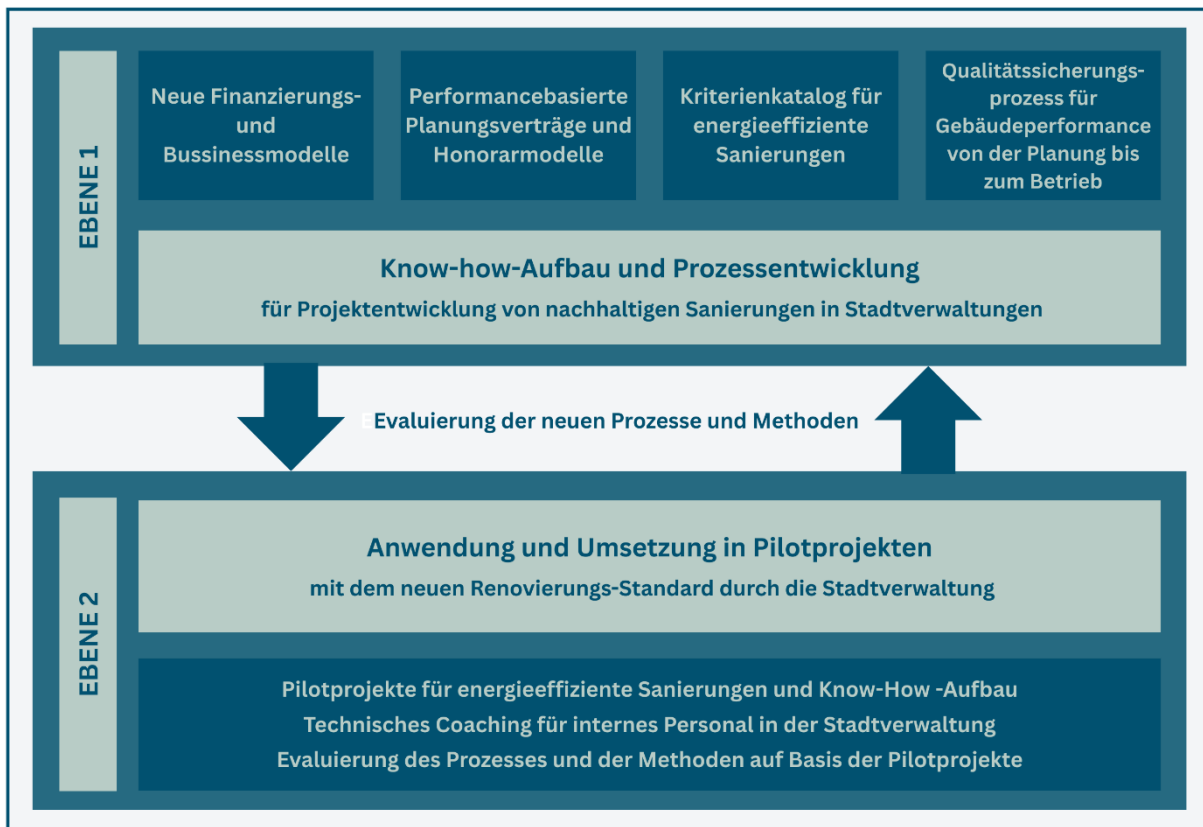 EBENE 1
Neue Finanzierungs-
und
Bussinessmodelle
Performancebasierte
Planungsverträge und
Honorarmodelle
Kriterienkatalog für
energieeffiziente
Sanierungen
Qualitätssicherungs-
prozess für
Gebäudeperformance
von der Planung bis
zum Betrieb
Know-how-Aufbau und Prozessentwicklung
für Projektentwicklung von nachhaltigen Sanierungen in Stadtverwaltungen
EEvaluierung der neuen Prozesse und Methoden
EBENE 2
Anwendung und Umsetzung in Pilotprojekten
mit dem neuen Renovierungs-Standard durch die Stadtverwaltung
Pilotprojekte für energieeffiziente Sanierungen und Know-How -Aufbau
Technisches Coaching für internes Personal in der Stadtverwaltung
Evaluierung des Prozesses und der Methoden auf Basis der Pilotprojekte